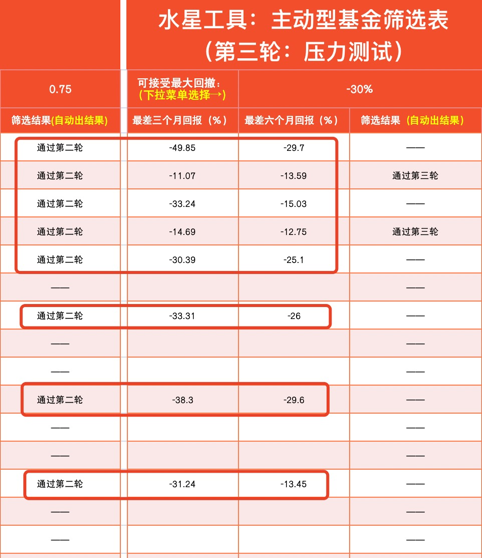 水星工具：主动型基金筛选表
（第三轮：压力测试）
0.75 可接受最大回撤： -30%
（下拉菜单选择→）
筛选结果(自动出结果) 最差三个月回报（%） 最差六个月回报（%） 筛选结果（自动出结果）
通过第二轮 -49.85 -29.7 ——
通过第二轮 -11.07 -13.59 通过第三轮
通过第二轮 -33.24 -15.03 ——
通过第二轮 -14.69 -12.75 通过第三轮
通过第二轮 -30.39 -25.1 ——
—— ——
通过第二轮 -33.31 -26 ——
—— ——
—— ——
通过第二轮 -38.3 -29.6 ——
—— ——
—— ——
通过第二轮 -31.24 -13.45 ——
—— ——
—— ——